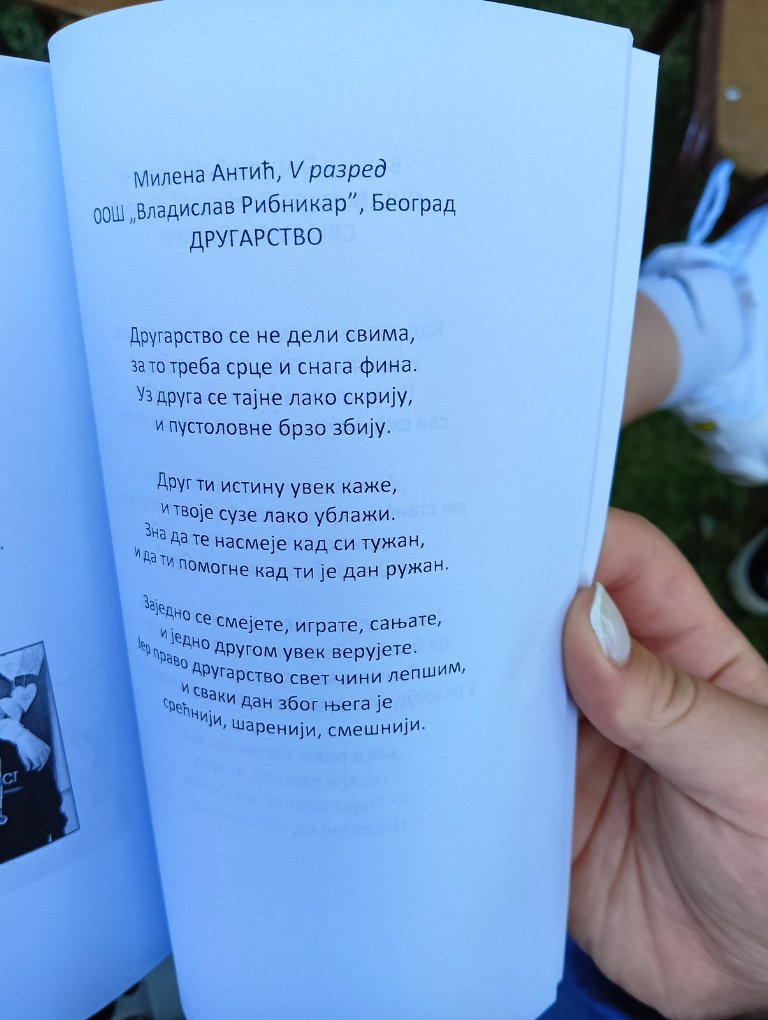 Милена Антић, V разред
ООШ „Владислав Рибникар”, Београд
ДРУГАРСТВО
Другарство се не дели свима,
за то треба срце и снага фина.
Уз друга се тајне лако скрију,
и пустоловне брзо збију.
Друг ти истину увек каже,
и твоје сузе лако ублажи.
Зна да те насмеје кад си тужан,
и да ти помогне кад ти је дан ружан.
Заједно се смејете, играте, сањате,
и једно другом увек верујете.
Јер право другарство свет чини лепшим,
и сваки дан због њега је
срећнији, шаренији, смешнији.